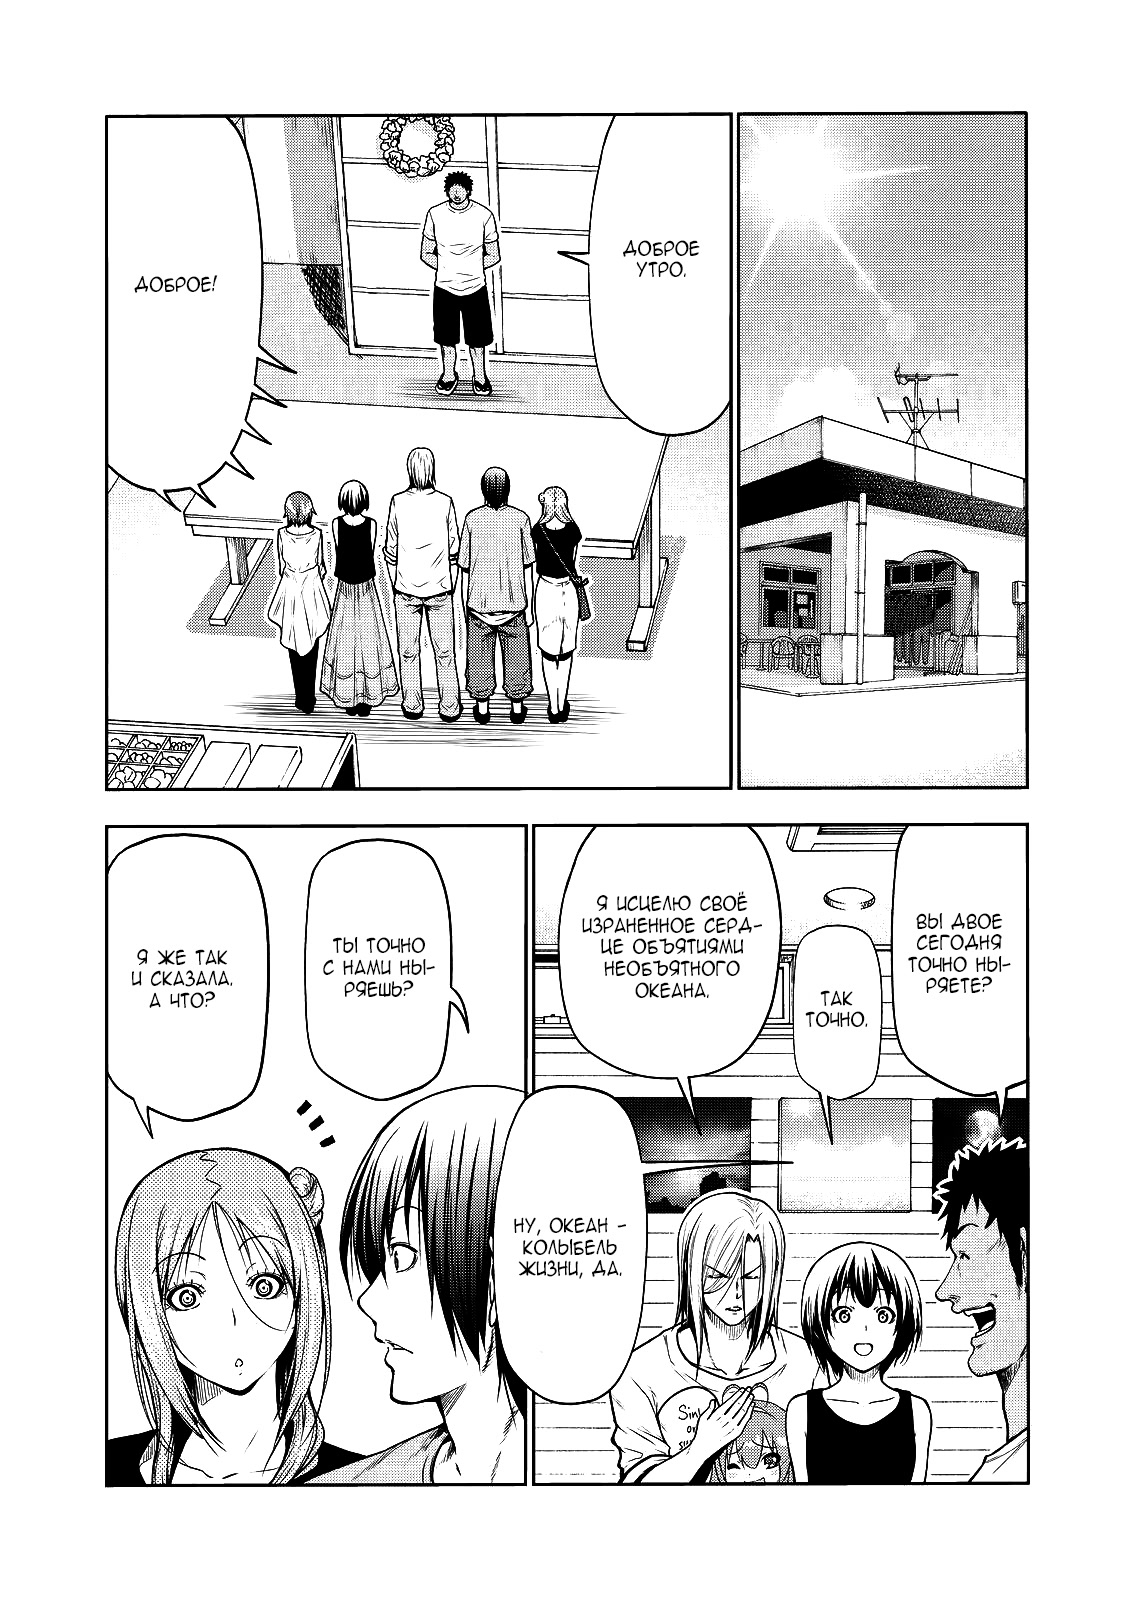 ДОБРОЕ
УТРО.
ДОБРОЕ!
ВЫ ДВОЕ
СЕГОДНЯ
ТОЧНО НЫ-
РЯЕТЕ?
ТАК
ТОЧНО.
Я ИСЦЕЛЮ СВОЁ
ИЗРАНЕННОЕ СЕРД-
ЦЕ ОБЪЯТИЯМИ
НЕОБЪЯТНОГО
ОКЕАНА.
НУ, ОКЕАН -
КОЛЫБЕЛЬ
ЖИЗНИ, ДА.
ТЫ ТОЧНО
С НАМИ НЫ-
РЯЕШЬ?
Я ЖЕ ТАК
И СКАЗАЛА.
А ЧТО?